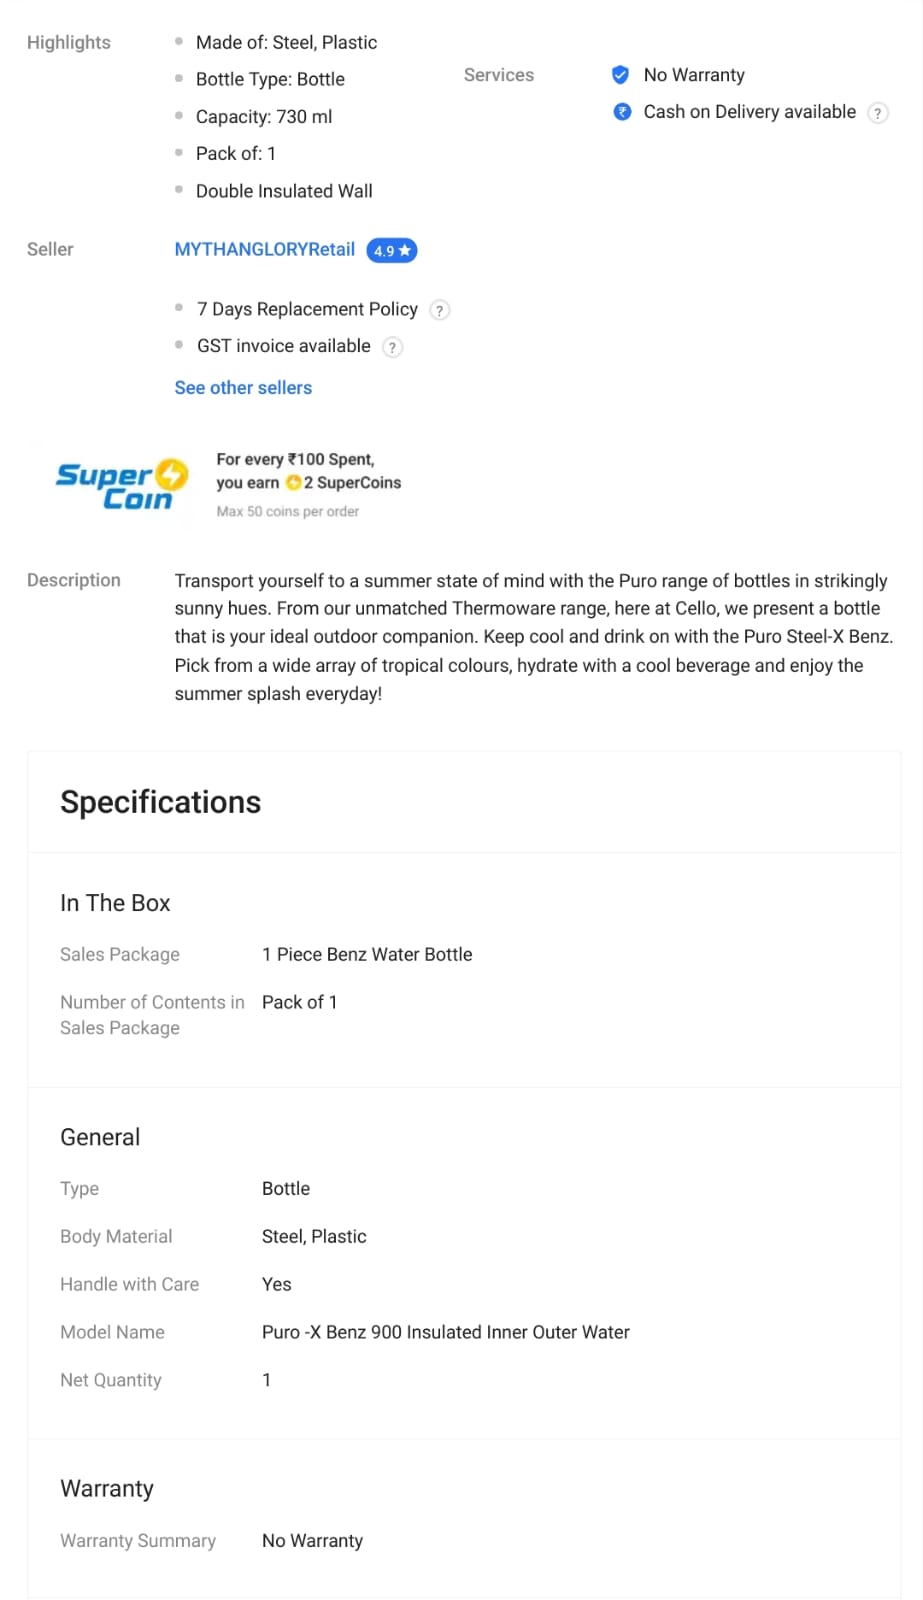 Highlights
Made of: Steel, Plastic
Bottle Type: Bottle
Capacity: 730 ml
Pack of: 1
Double Insulated Wall
Services
No Warranty
₹ Cash on Delivery available ?
Seller
MYTHANGLORYRetail 4.9 ★
7 Days Replacement Policy ?
GST invoice available ?
See other sellers
Super
Coin
For every ₹100 Spent,
you earn 2 SuperCoins
Max 50 coins per order
Description
Transport yourself to a summer state of mind with the Puro range of bottles in strikingly
sunny hues. From our unmatched Thermoware range, here at Cello, we present a bottle
that is your ideal outdoor companion. Keep cool and drink on with the Puro Steel-X Benz.
Pick from a wide array of tropical colours, hydrate with a cool beverage and enjoy the
summer splash everyday!
Specifications
In The Box
Sales Package 1 Piece Benz Water Bottle
Number of Contents in Pack of 1
Sales Package
General
Type Bottle
Body Material Steel, Plastic
Handle with Care Yes
Model Name Puro -X Benz 900 Insulated Inner Outer Water
Net Quantity 1
Warranty
Warranty Summary No Warranty